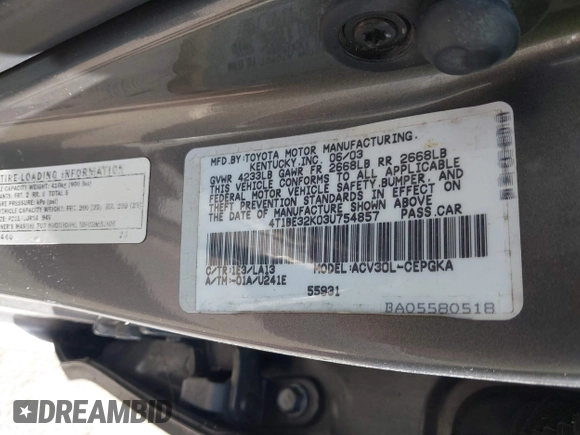 MFD.BY:TOYOTA MOTOR MANUFACTURING,
KENTUCKY,INC. 06/03
GVWR 4233LB GAWR FR 2668LB RR 2668LB
THIS VEHICLE CONFORMS TO ALL APPLICABLE
FEDERAL MOTOR VEHICLE SAFETY,BUMPER, AND
THEFT PREVENTION STANDARDS IN EFFECT ON
THE DATE OF MANUFACTURE SHOWN ABOVE.
4T1BE32K03U754857 PASS.CAR
C/TR:1E3/LA13 MODEL:ACV30L-CEPGKA
A/TM:-01A/U241E
55931
BA05580518
TIRE-LOADING INFORMATION
DREAMBID